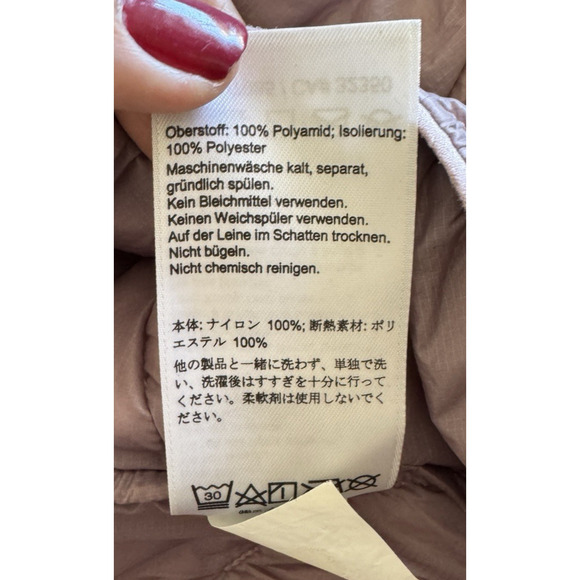 CA# 32350
Oberstoff: 100% Polyamid; Isolierung:
100% Polyester
Maschinenwäsche kalt, separat,
gründlich spülen.
Kein Bleichmittel verwenden.
Keinen Weichspüler verwenden.
Auf der Leine im Schatten trocknen.
Nicht bügeln.
Nicht chemisch reinigen.
本体: ナイロン 100%; 断熱素材: ポリ
エステル 100%
他の製品と一緒に洗わず、単独で洗
い、洗濯後はすすぎを十分に行って
ください。柔軟剤は使用しないでく
ださい。
30